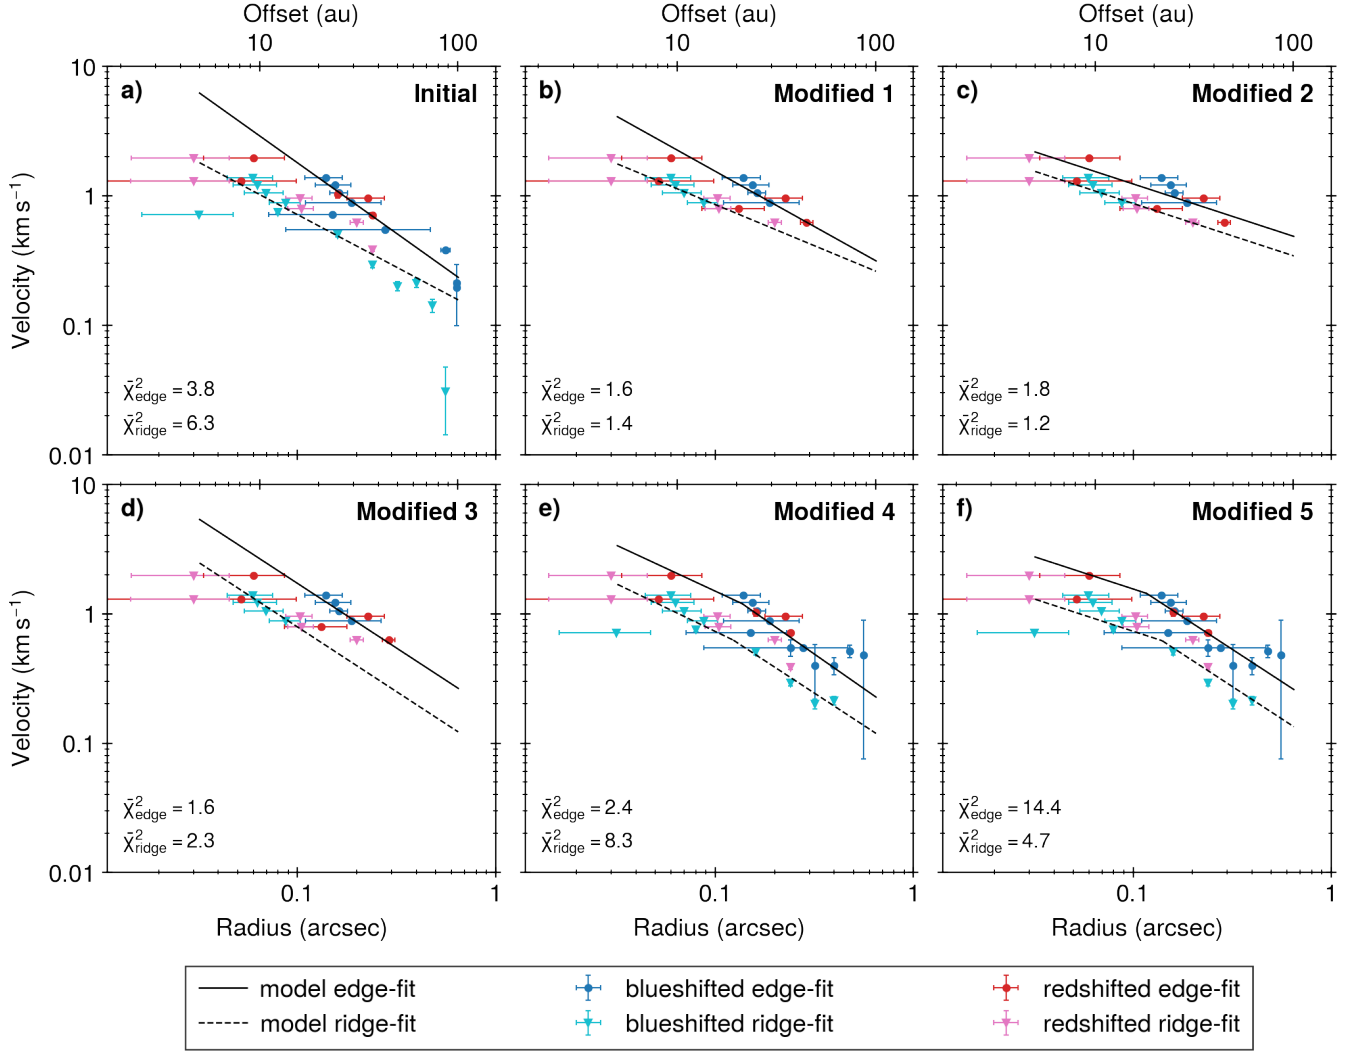 Offset (au) Offset (au) Offset (au)
10 100 10 100 10 100
10
a) Initial b) Modified 1 c) Modified 2
Velocity (km s⁻¹)
1
0.1
χ̄²edge = 3.8 χ̄²edge = 1.6 χ̄²edge = 1.8
χ̄²ridge = 6.3 χ̄²ridge = 1.4 χ̄²ridge = 1.2
0.01
10
d) Modified 3 e) Modified 4 f) Modified 5
Velocity (km s⁻¹)
1
0.1
χ̄²edge = 1.6 χ̄²edge = 2.4 χ̄²edge = 14.4
χ̄²ridge = 2.3 χ̄²ridge = 8.3 χ̄²ridge = 4.7
0.01
0.1 1 0.1 1 0.1 1
Radius (arcsec) Radius (arcsec) Radius (arcsec)
model edge-fit blueshifted edge-fit redshifted edge-fit
model ridge-fit blueshifted ridge-fit redshifted ridge-fit